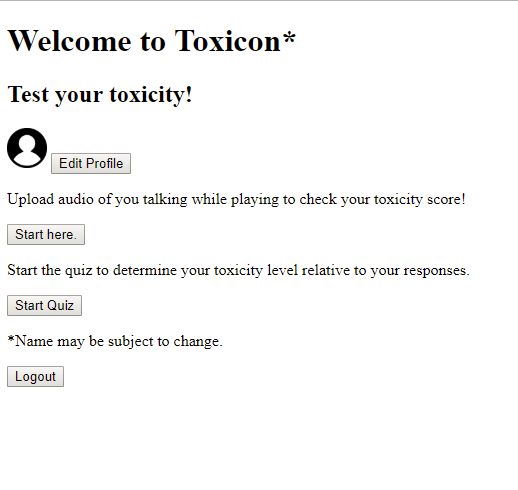 Welcome to Toxicon*
Test your toxicity!
Edit Profile
Upload audio of you talking while playing to check your toxicity score!
Start here.
Start the quiz to determine your toxicity level relative to your responses.
Start Quiz
*Name may be subject to change.
Logout